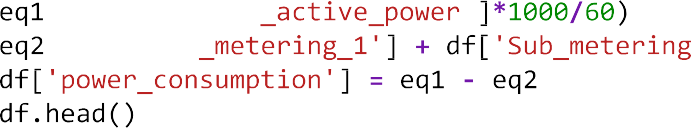 eq1 _active_power ]*1000/60)
eq2 _metering_1'] + df['Sub_metering
df['power_consumption'] = eq1 - eq2
df.head()